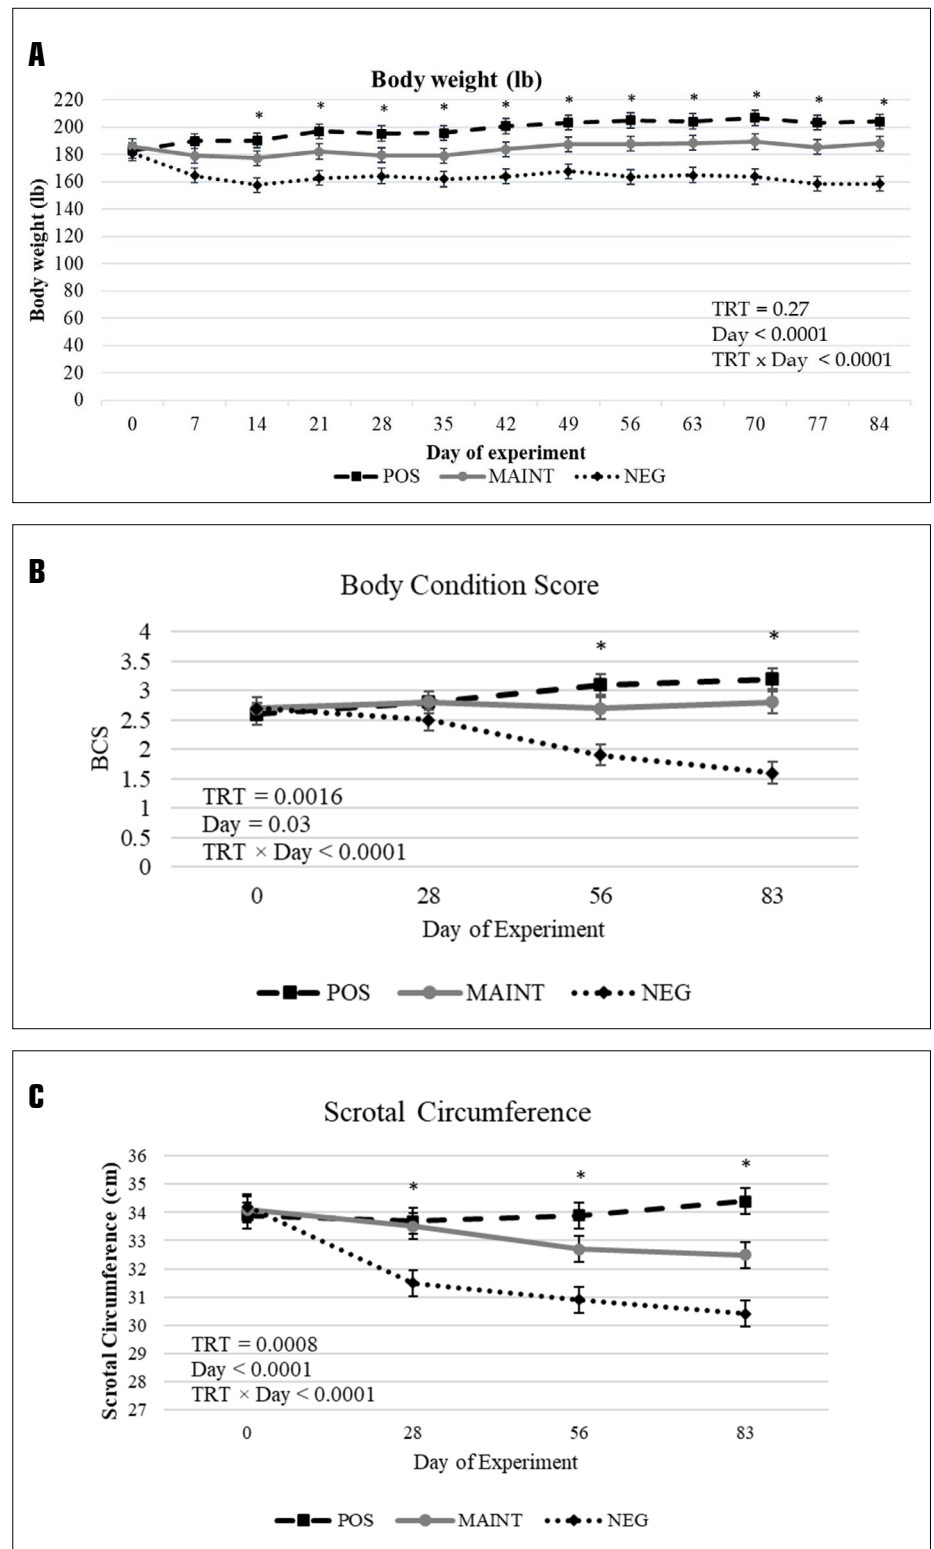 A
Body weight (lb)
Body weight (lb)
220
200
180
160
140
120
100
80
60
40
20
0
* * * * * * * * * * *
TRT = 0.27
Day < 0.0001
TRT x Day < 0.0001
0 7 14 21 28 35 42 49 56 63 70 77 84
Day of experiment
POS MAINT NEG
B
Body Condition Score
BCS
4
3.5
3
2.5
2
1.5
1
0.5
0
* *
TRT = 0.0016
Day = 0.03
TRT × Day < 0.0001
0 28 56 83
Day of Experiment
POS MAINT NEG
C
Scrotal Circumference
Scrotal Circumference (cm)
36
35
34
33
32
31
30
29
28
27
* * *
TRT = 0.0008
Day < 0.0001
TRT × Day < 0.0001
0 28 56 83
Day of Experiment
POS MAINT NEG